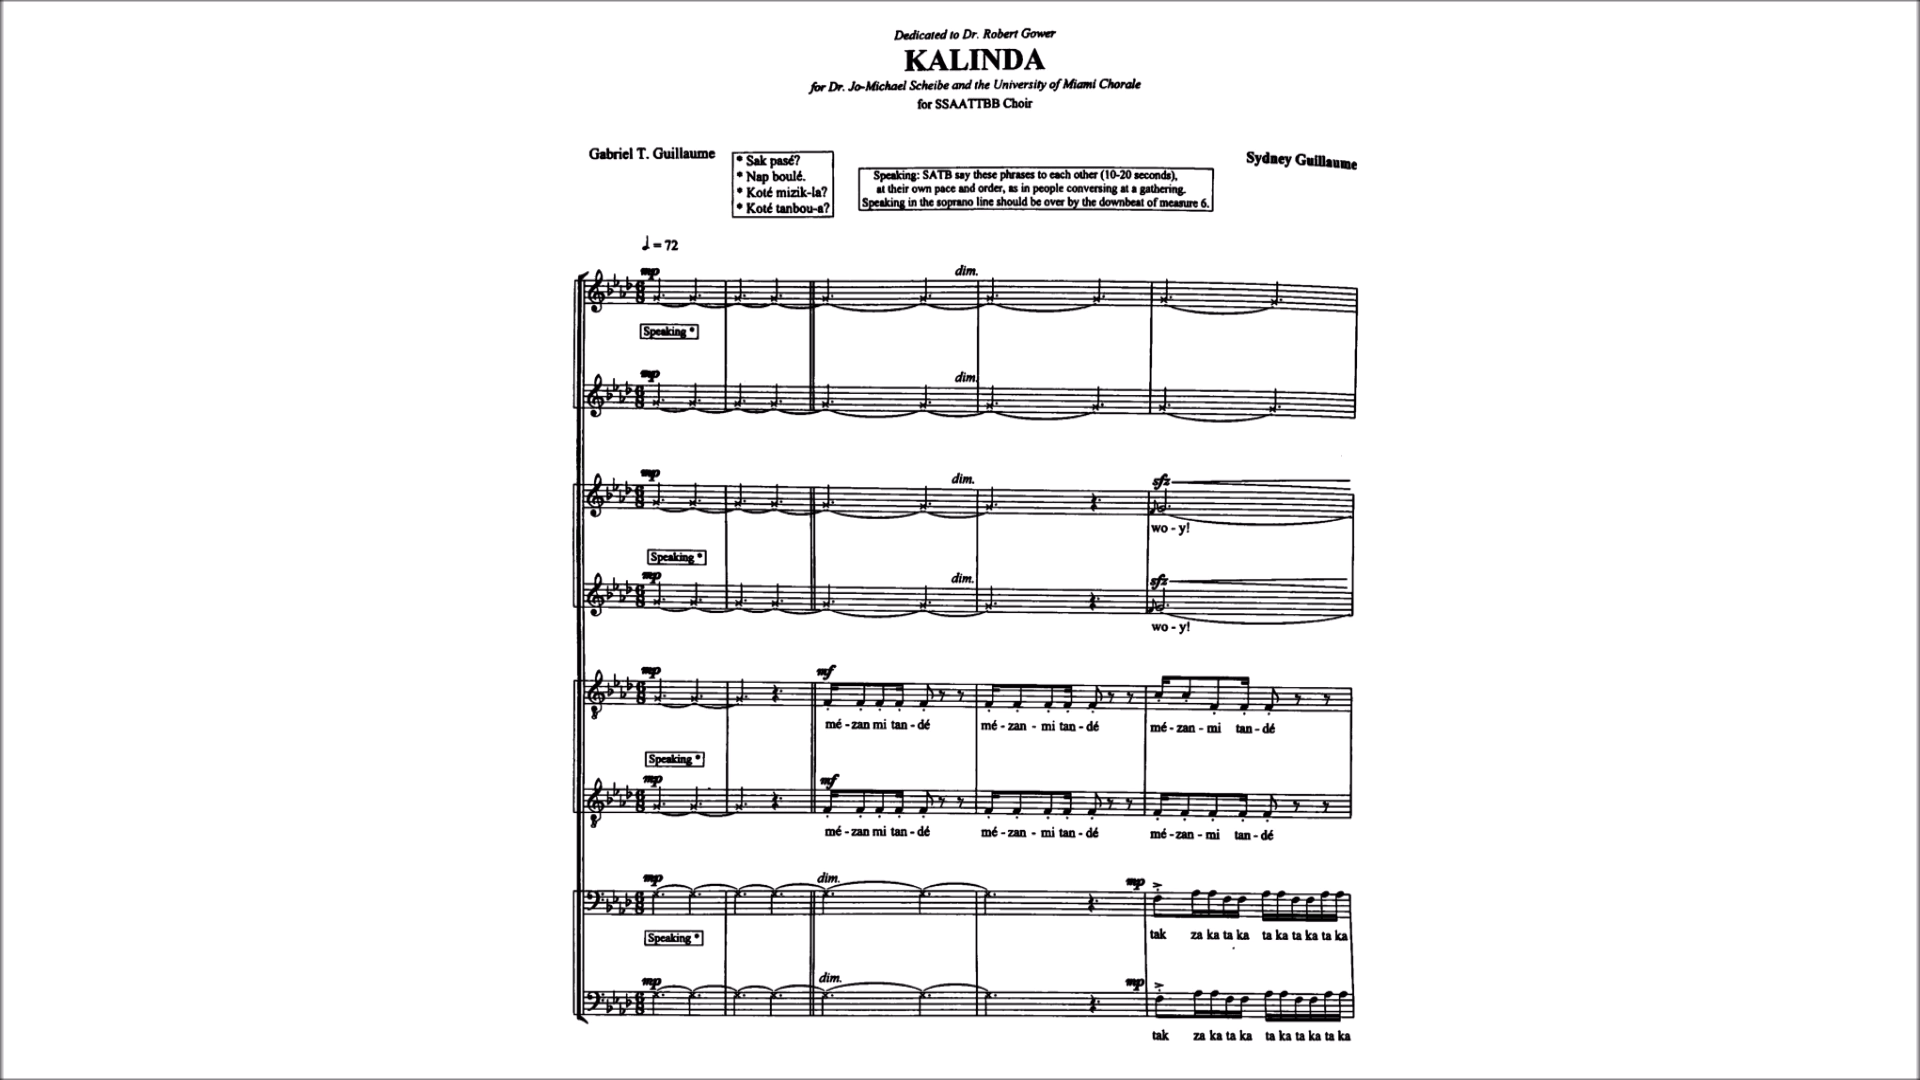 Dedicated to Dr. Robert Gower
KALINDA
for Dr. Jo-Michael Scheibe and the University of Miami Chorale
for SSAATTBB Choir
Gabriel T. Guillaume
* Sak pasé?
* Nap boulé.
* Koté mizik-la?
* Koté tanbou-a?
Speaking: SATB say these phrases to each other (10-20 seconds),
at their own pace and order, as in people conversing at a gathering.
Speaking in the soprano line should be over by the downbeat of measure 6.
Sydney Guillaume
= 72
mp dim.
Speaking *
mp dim.
mp dim. sfz
wo - y!
Speaking *
mp dim. sfz
wo - y!
mp mf
mé - zan mi tan - dé mé - zan - mi tan - dé mé - zan - mi tan - dé
Speaking *
mp mf
mé - zan mi tan - dé mé - zan - mi tan - dé mé - zan - mi tan - dé
mp dim. mp
tak za ka ta ka ta ka ta ka ta ka
Speaking *
mp dim. mp
tak za ka ta ka ta ka ta ka ta ka